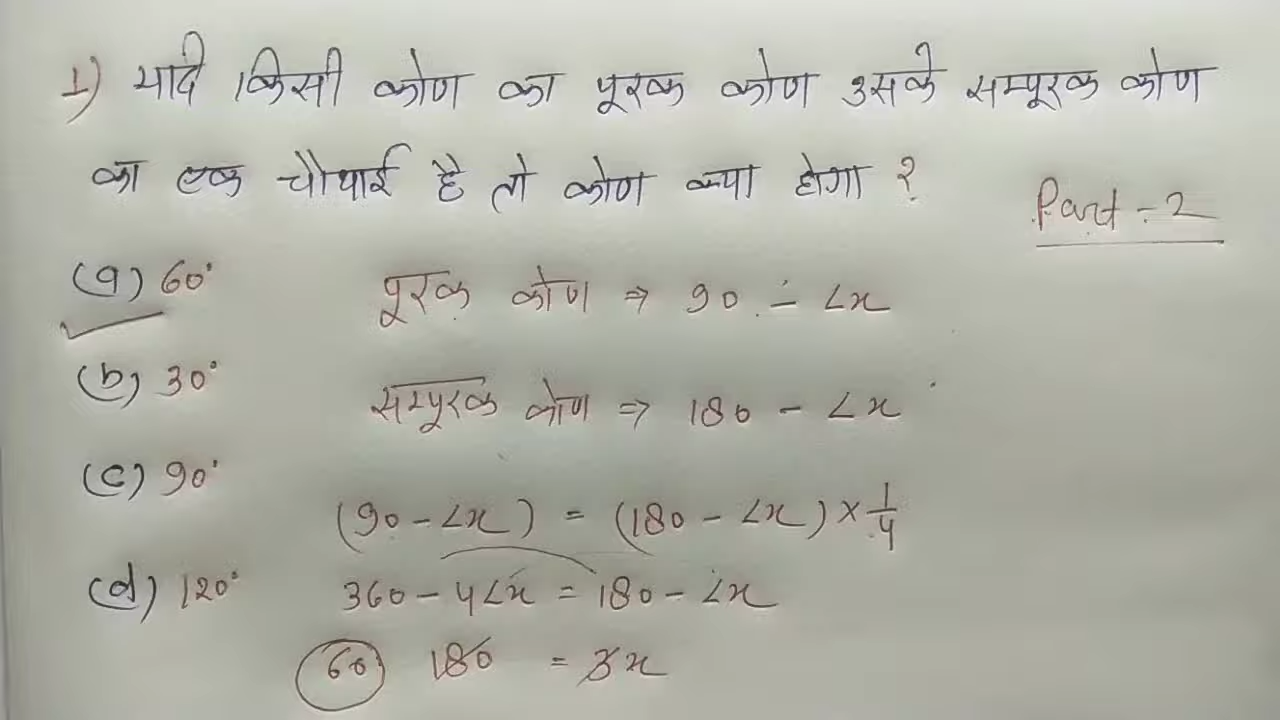 1) यदि किसी कोण का पूरक कोण उसके सम्पूरक कोण
का एक चौथाई है तो कोण क्या होगा ?
Part - 2
(a) 60°
पूरक कोण ⇒ 90 - ∠x
(b) 30°
सम्पूरक कोण ⇒ 180 - ∠x
(c) 90°
(90 - ∠x) = (180 - ∠x) × 1/4
(d) 120°
360 - 4∠x = 180 - ∠x
60 180 = 3x